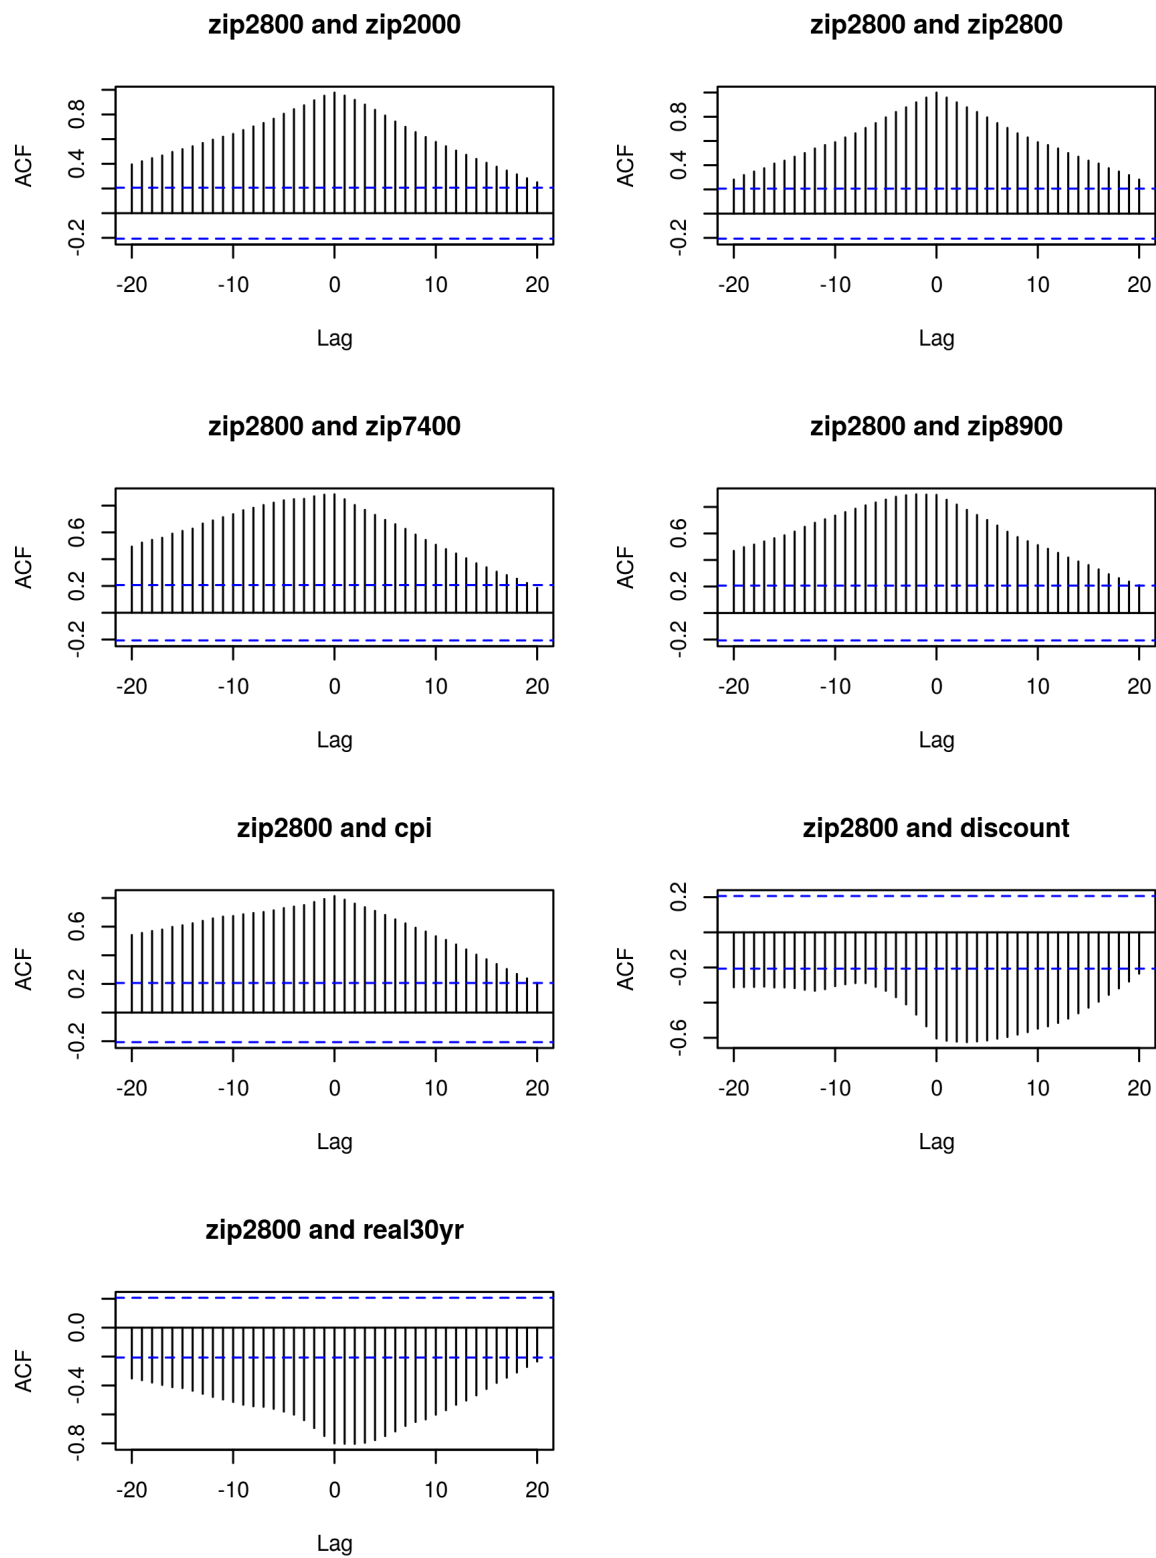 zip2800 and zip2000
ACF
0.8
0.4
-0.2
-20 -10 0 10 20
Lag
zip2800 and zip2800
ACF
0.8
0.4
-0.2
-20 -10 0 10 20
Lag
zip2800 and zip7400
ACF
0.6
0.2
-0.2
-20 -10 0 10 20
Lag
zip2800 and zip8900
ACF
0.6
0.2
-0.2
-20 -10 0 10 20
Lag
zip2800 and cpi
ACF
0.6
0.2
-0.2
-20 -10 0 10 20
Lag
zip2800 and discount
ACF
0.2
-0.2
-0.6
-20 -10 0 10 20
Lag
zip2800 and real30yr
ACF
0.0
-0.4
-0.8
-20 -10 0 10 20
Lag